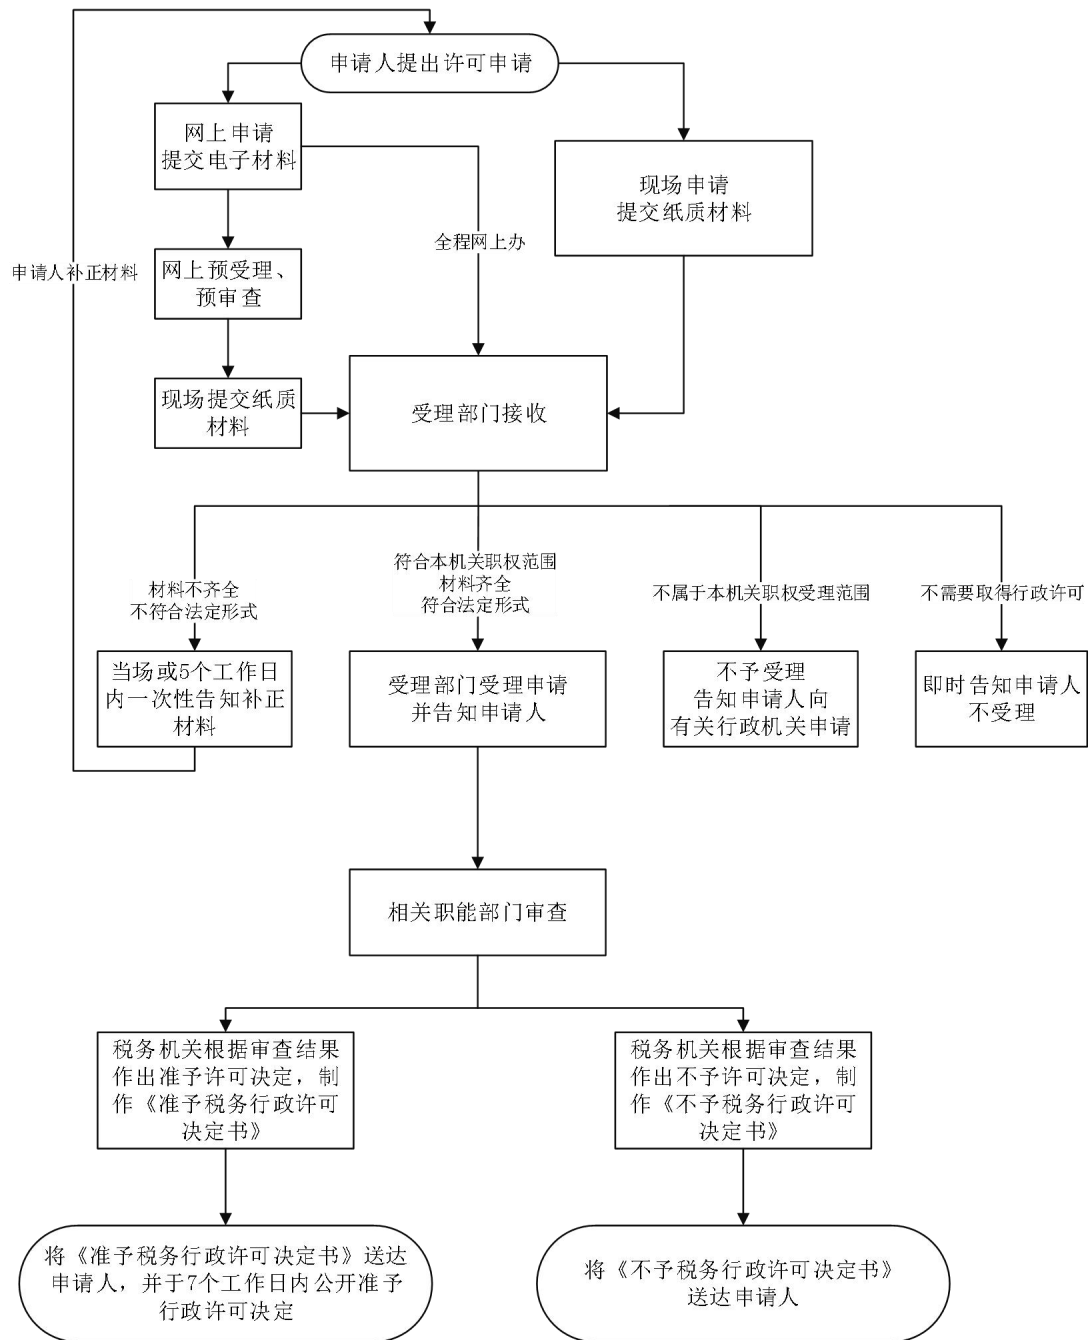 申请人提出许可申请
网上申请
提交电子材料
现场申请
提交纸质材料
全程网上办
申请人补正材料
网上预受理、
预审查
现场提交纸质
材料
受理部门接收
材料不齐全
不符合法定形式
符合本机关职权范围
材料齐全
符合法定形式
不属于本机关职权受理范围
不需要取得行政许可
当场或5个工作日
内一次性告知补正
材料
受理部门受理申请
并告知申请人
不予受理
告知申请人向
有关行政机关申请
即时告知申请人
不受理
相关职能部门审查
税务机关根据审查结果
作出准予许可决定，制
作《准予税务行政许可
决定书》
税务机关根据审查结果
作出不予许可决定，制
作《不予税务行政许可
决定书》
将《准予税务行政许可决定书》送达
申请人，并于7个工作日内公开准予
行政许可决定
将《不予税务行政许可决定书》
送达申请人